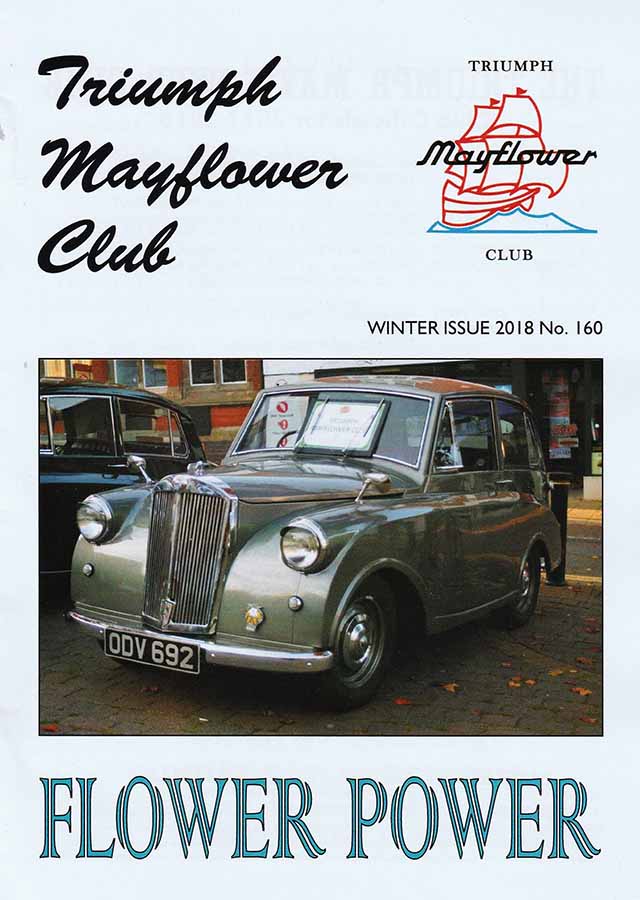 Triumph
Mayflower
Club
TRIUMPH
Mayflower
CLUB
WINTER ISSUE 2018 No. 160
ODV 692
FLOWER POWER